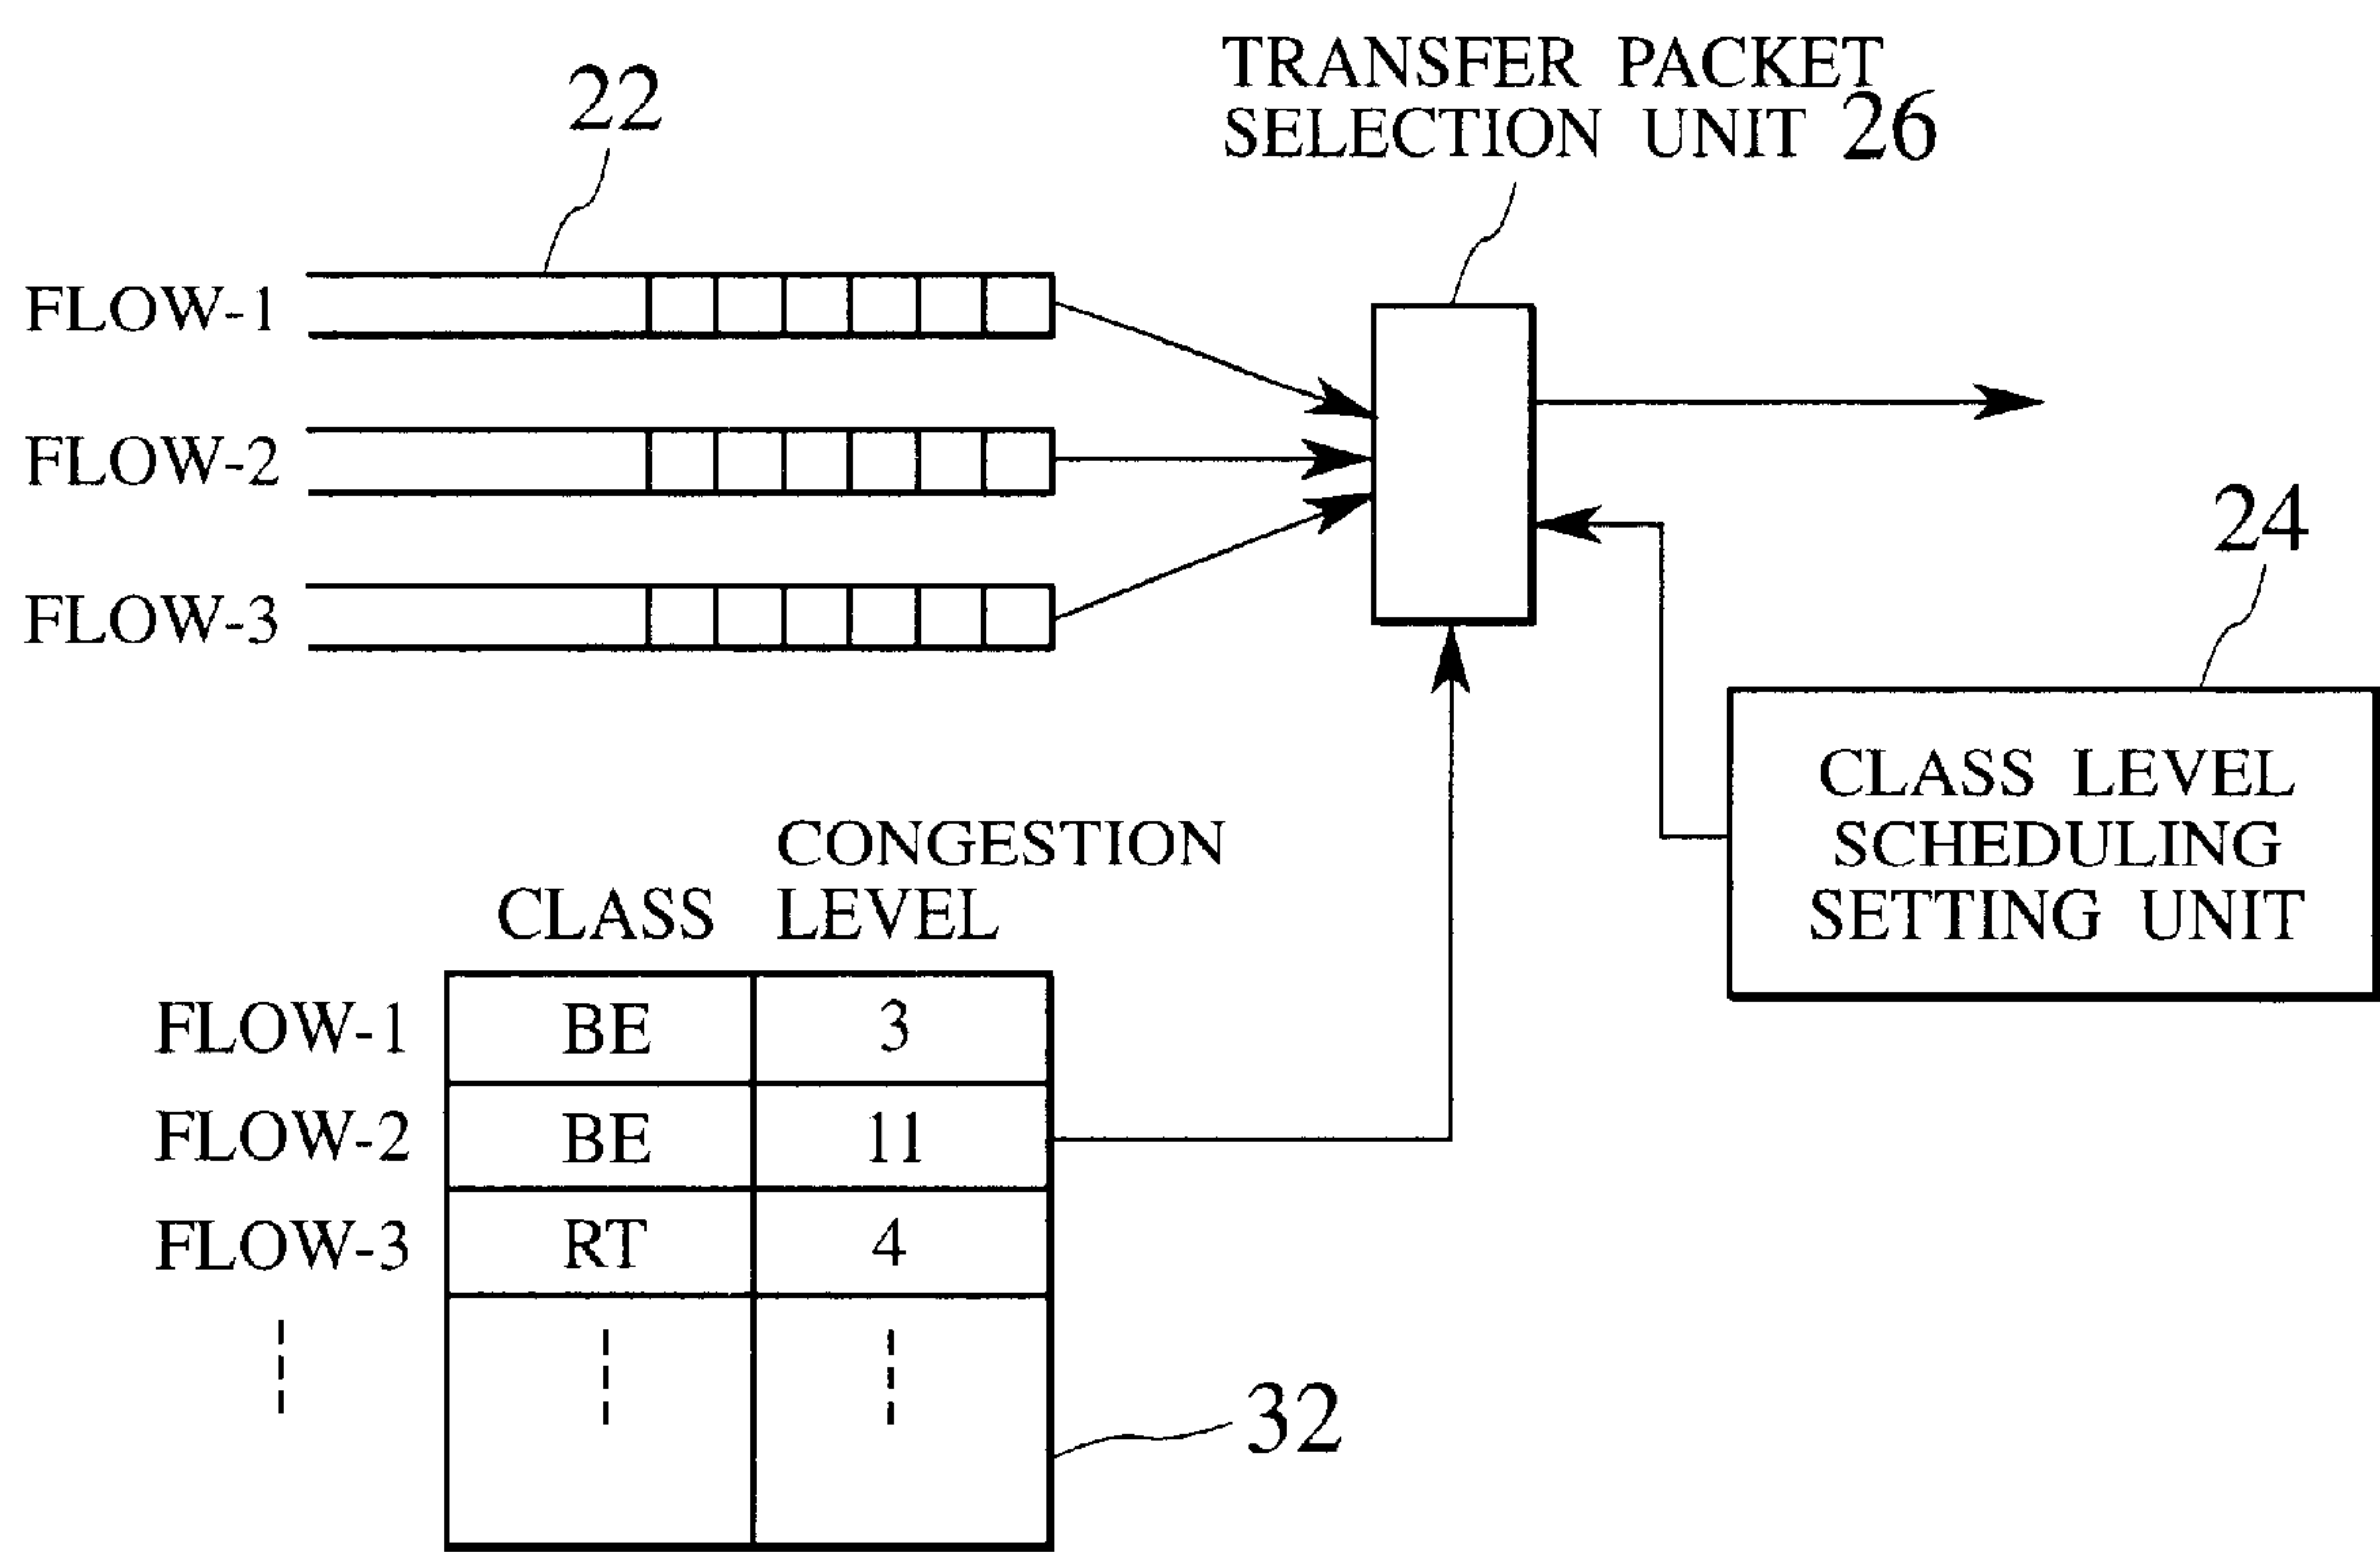 22
TRANSFER PACKET
SELECTION UNIT 26
FLOW-1
FLOW-2
FLOW-3
24
CLASS LEVEL
SCHEDULING
SETTING UNIT
CONGESTION
CLASS LEVEL
FLOW-1 BE 3
FLOW-2 BE 11
FLOW-3 RT 4
32